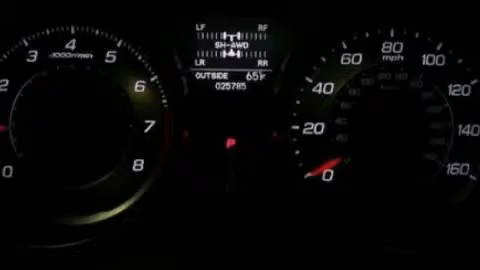 LF RF
SH-AWD
LR RR
OUTSIDE 65°F
025785
P
0 2 3 4 5 6 7 8
x1000r/min
0 20 40 60 80 100 120 140 160
mph